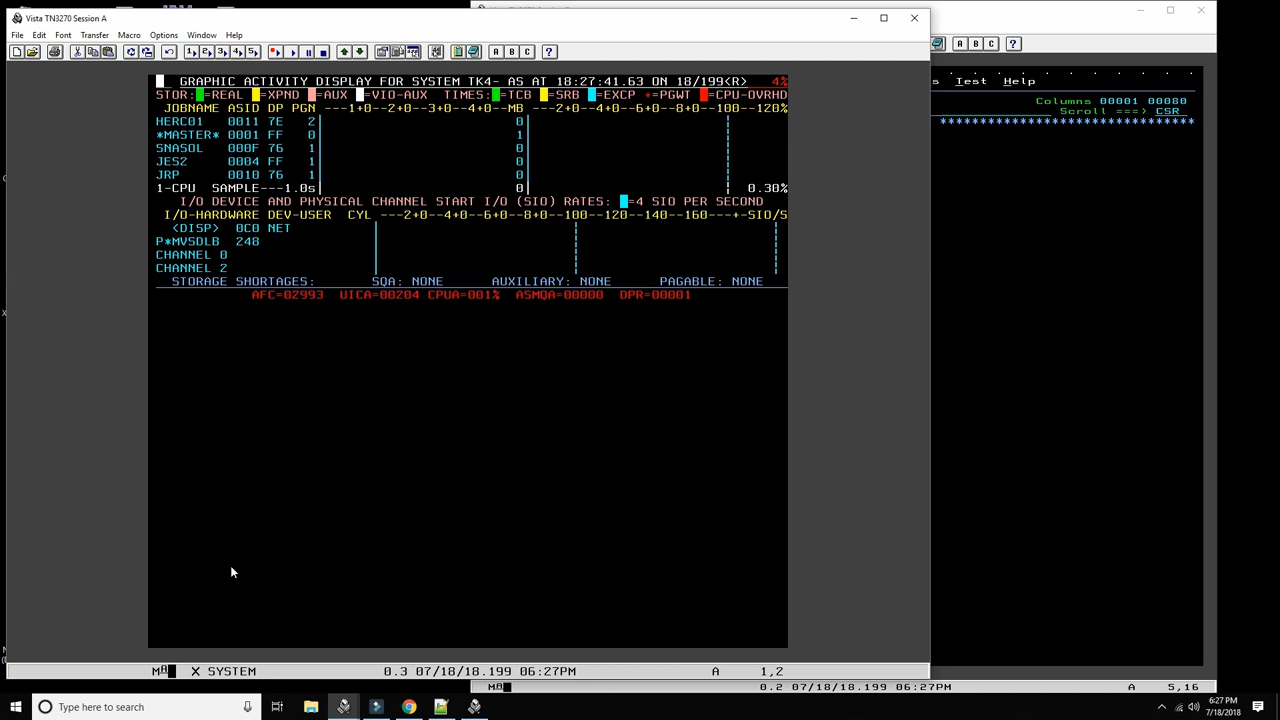 Vista TN3270 Session A
File Edit Font Transfer Macro Options Window Help
GRAPHIC ACTIVITY DISPLAY FOR SYSTEM TK4- AS AT 18:27:41.63 ON 18/199<R> 4%
STOR: =REAL =XPND =AUX =VIO-AUX TIMES: =TCB =SRB =EXCP +=PGWT =CPU-OVRHD
JOBNAME ASID DP PGN ---1+0--2+0--3+0--4+0--MB ---2+0--4+0--6+0--8+0--100--120%
HERC01 0011 7E 2 0
*MASTER* 0001 FF 0 1
SNASOL 000F 76 1 0
JES2 0004 FF 1 0
JRP 0010 76 1 0
1-CPU SAMPLE---1.0s 0 0.30%
I/O DEVICE AND PHYSICAL CHANNEL START I/O (SIO) RATES: =4 SIO PER SECOND
I/O-HARDWARE DEV-USER CYL ---2+0--4+0--6+0--8+0--100--120--140--160---+-SIO/S
<DISP> 0C0 NET
P*MVSDLB 248
CHANNEL 0
CHANNEL 2
STORAGE SHORTAGES: SQA: NONE AUXILIARY: NONE PAGABLE: NONE
AFC=02993 UICA=00204 CPUA=001% ASMQA=00000 DPR=00001
X SYSTEM 0.3 07/18/18.199 06:27PM A 1,2
A B C
s Test Help
Columns 00001 00080
Scroll ===> CSR
********************************
0.2 07/18/18.199 06:27PM A 5,16
Type here to search
6:27 PM
7/18/2018